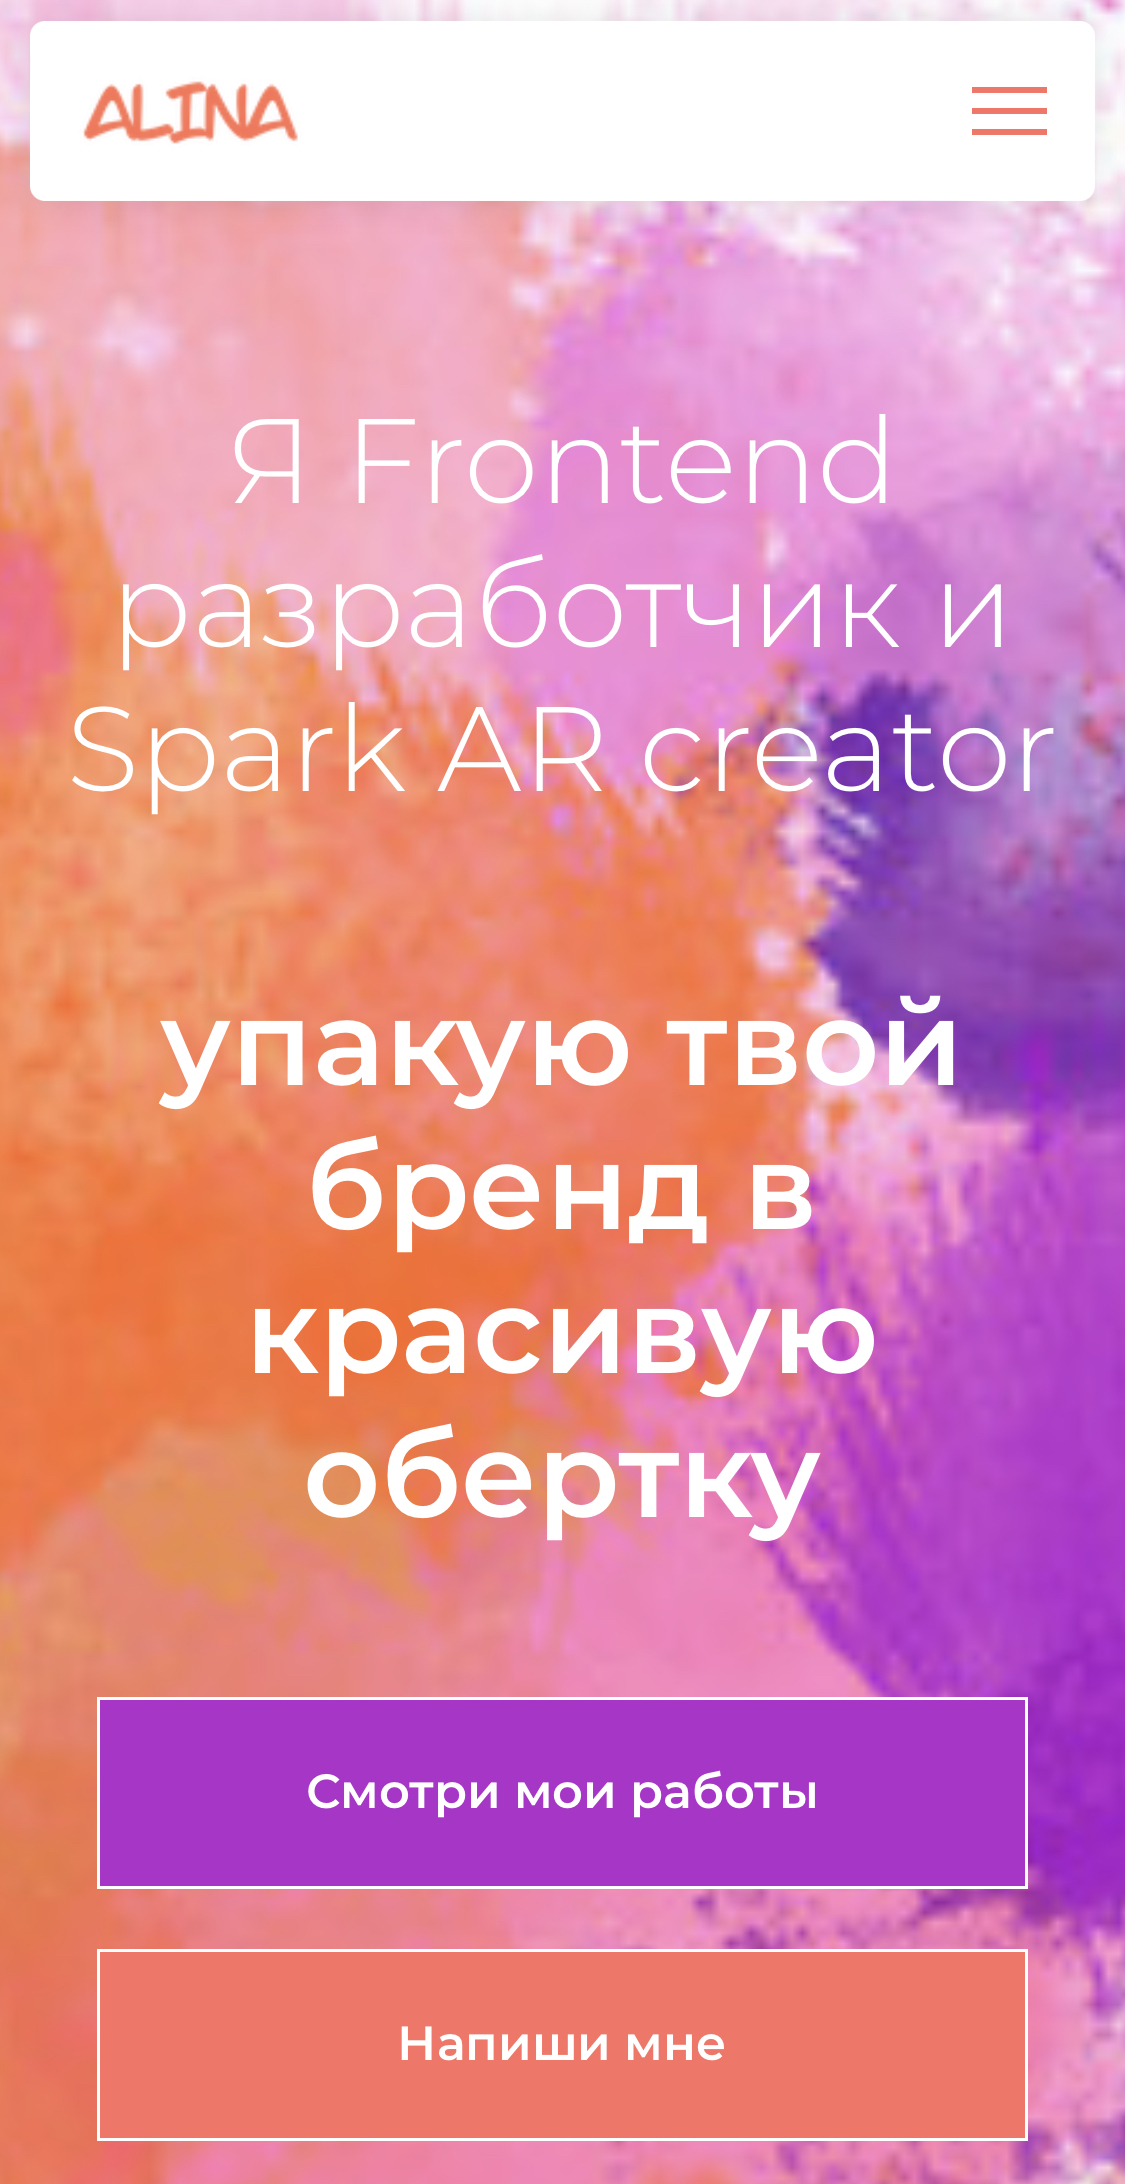 ALINA
Я Frontend
разработчик и
Spark AR creator
упакую твой
бренд в
красивую
обертку
Смотри мои работы
Напиши мне